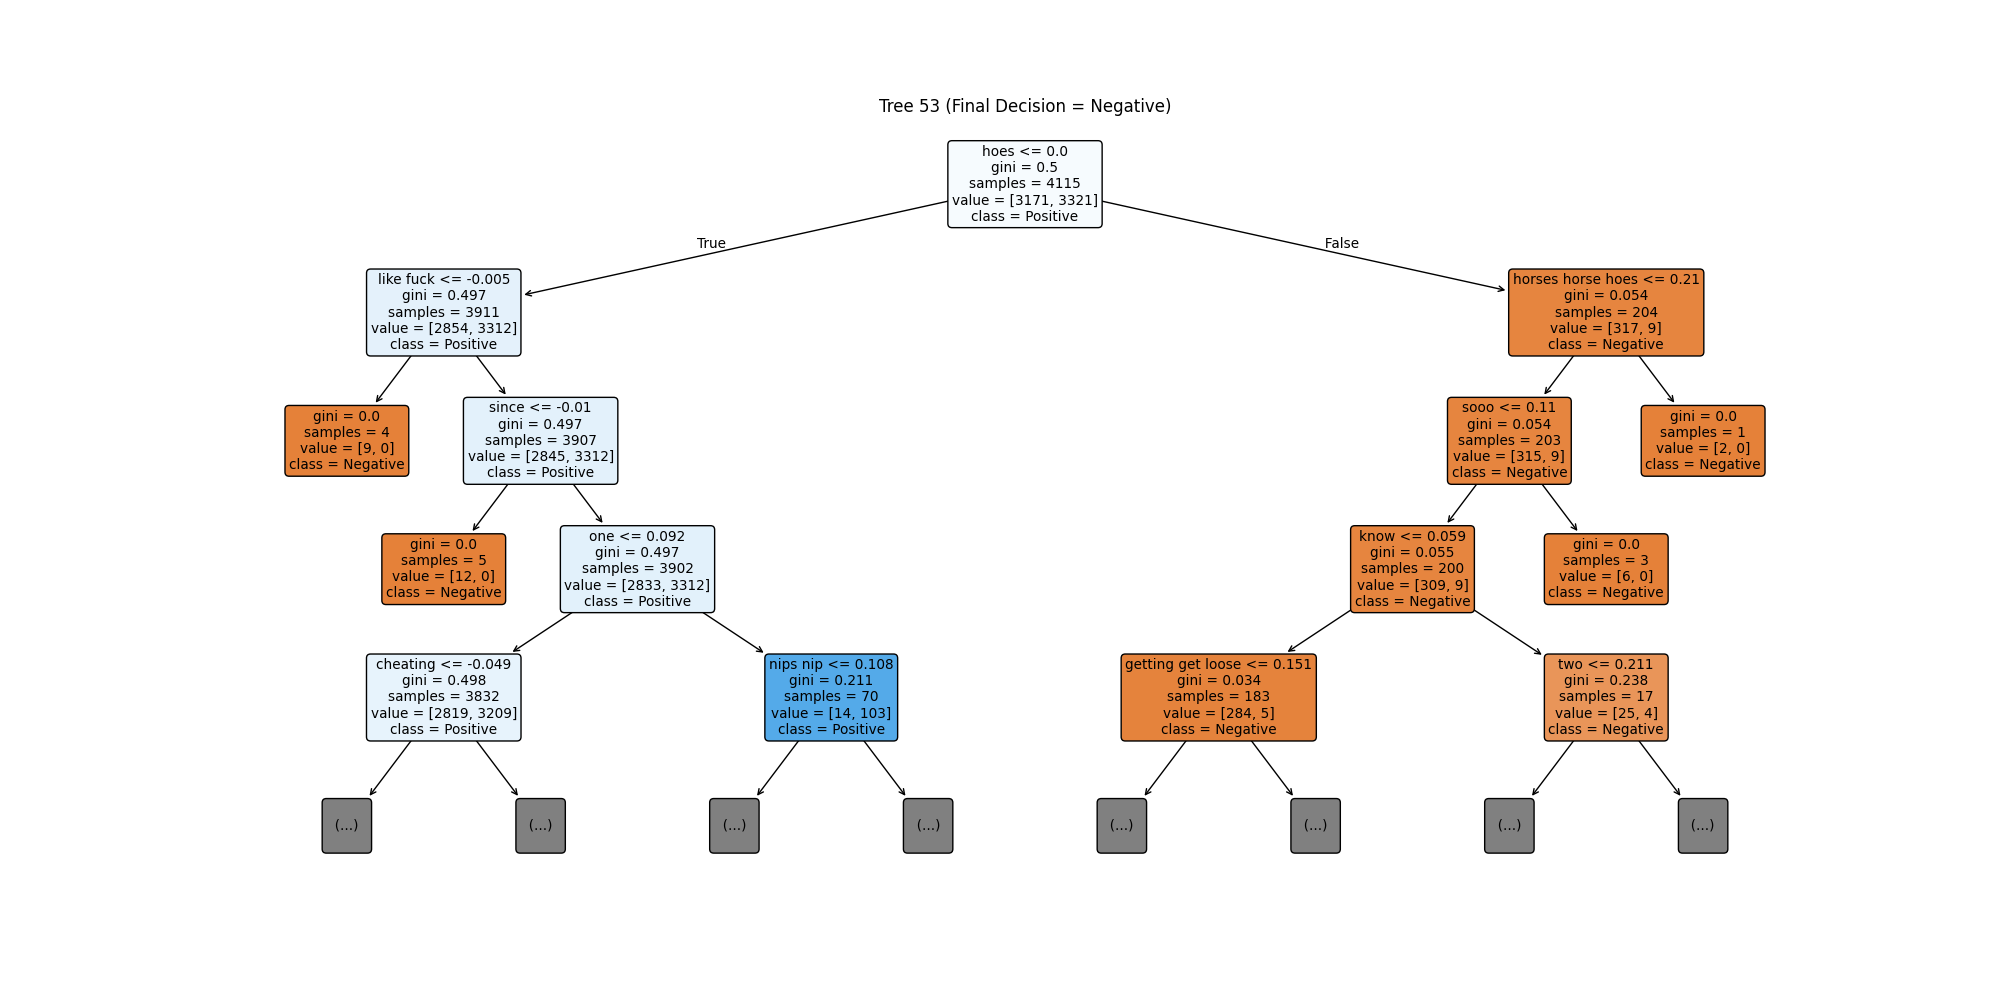 Tree 53 (Final Decision = Negative)
hoes <= 0.0
gini = 0.5
samples = 4115
value = [3171, 3321]
class = Positive
True
False
like fuck <= -0.005
gini = 0.497
samples = 3911
value = [2854, 3312]
class = Positive
horses horse hoes <= 0.21
gini = 0.054
samples = 204
value = [317, 9]
class = Negative
gini = 0.0
samples = 4
value = [9, 0]
class = Negative
since <= -0.01
gini = 0.497
samples = 3907
value = [2845, 3312]
class = Positive
sooo <= 0.11
gini = 0.054
samples = 203
value = [315, 9]
class = Negative
gini = 0.0
samples = 1
value = [2, 0]
class = Negative
gini = 0.0
samples = 5
value = [12, 0]
class = Negative
one <= 0.092
gini = 0.497
samples = 3902
value = [2833, 3312]
class = Positive
know <= 0.059
gini = 0.055
samples = 200
value = [309, 9]
class = Negative
gini = 0.0
samples = 3
value = [6, 0]
class = Negative
cheating <= -0.049
gini = 0.498
samples = 3832
value = [2819, 3209]
class = Positive
nips nip <= 0.108
gini = 0.211
samples = 70
value = [14, 103]
class = Positive
getting get loose <= 0.151
gini = 0.034
samples = 183
value = [284, 5]
class = Negative
two <= 0.211
gini = 0.238
samples = 17
value = [25, 4]
class = Negative
(...)
(...)
(...)
(...)
(...)
(...)
(...)
(...)